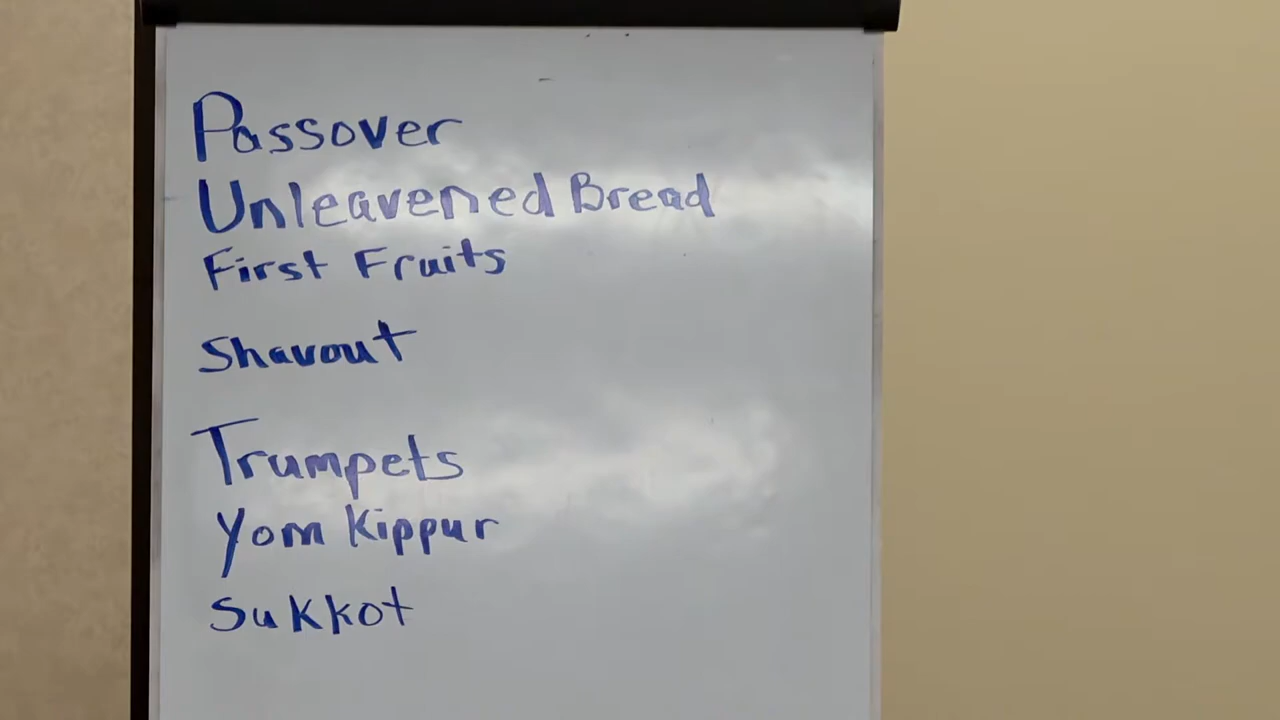 Passover
Unleavened Bread
First Fruits
Shavout
Trumpets
Yom Kippur
Sukkot